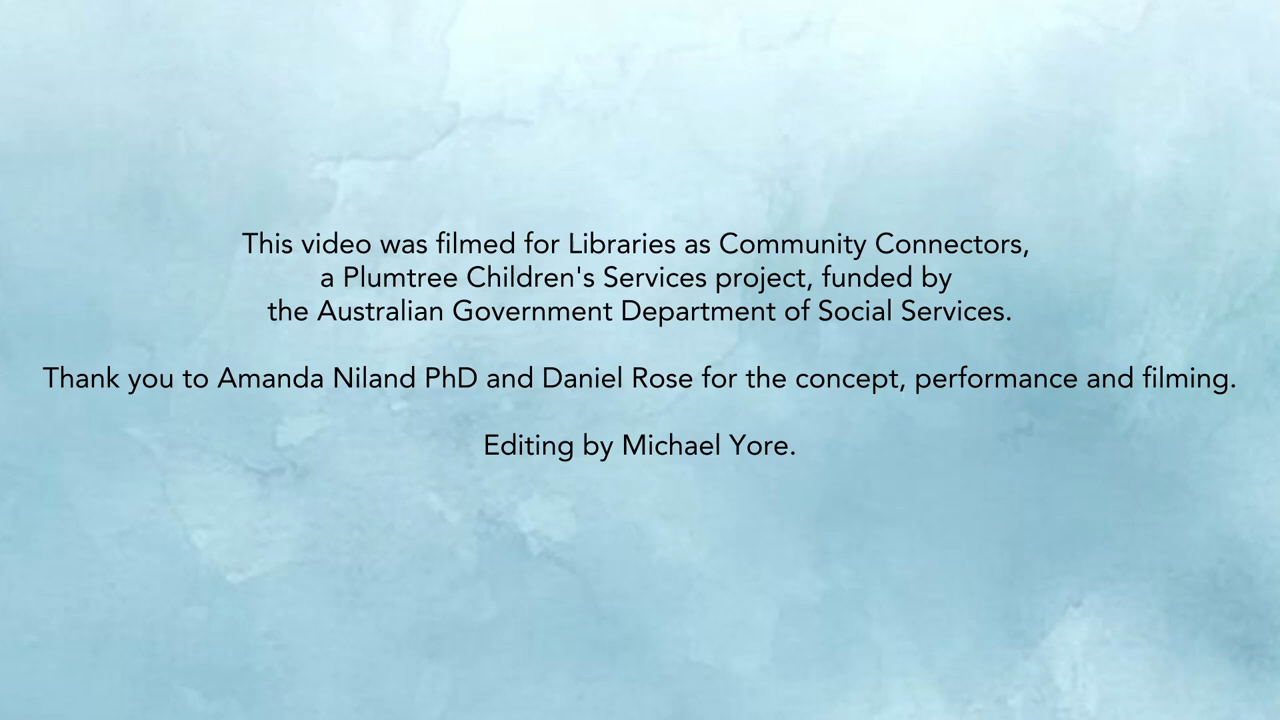 This video was filmed for Libraries as Community Connectors,
a Plumtree Children's Services project, funded by
the Australian Government Department of Social Services.
Thank you to Amanda Niland PhD and Daniel Rose for the concept, performance and filming.
Editing by Michael Yore.